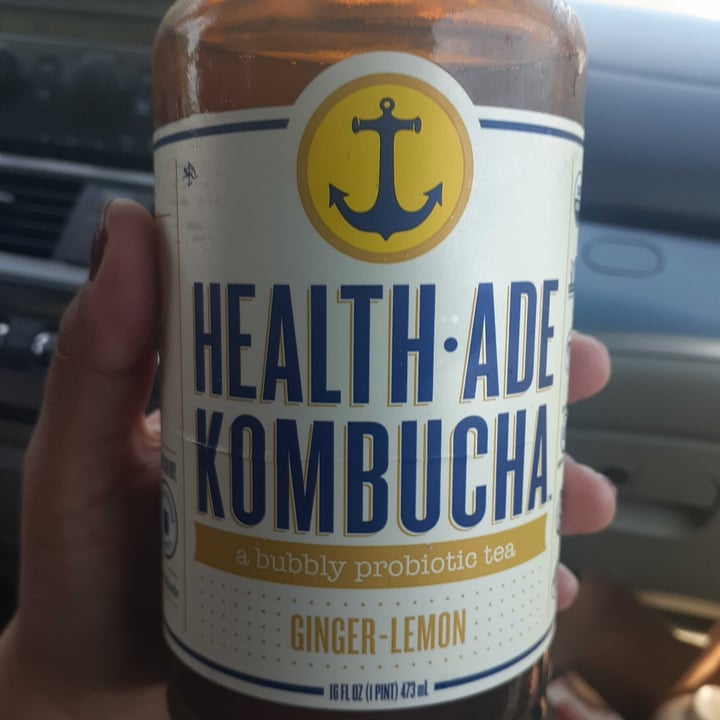 HEALTH·ADE
KOMBUCHA
a bubbly probiotic tea
GINGER-LEMON
16 FL OZ (1 PINT) 473 mL